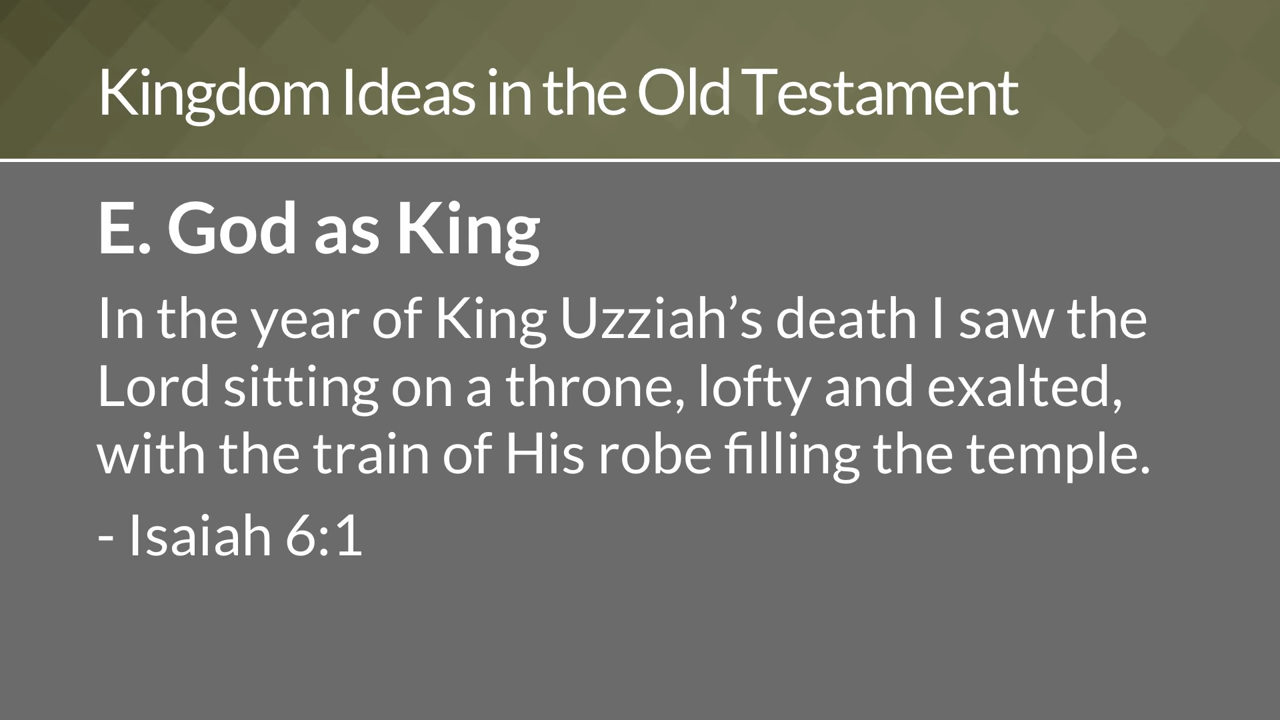 Kingdom Ideas in the Old Testament
E. God as King
In the year of King Uzziah’s death I saw the
Lord sitting on a throne, lofty and exalted,
with the train of His robe filling the temple.
- Isaiah 6:1